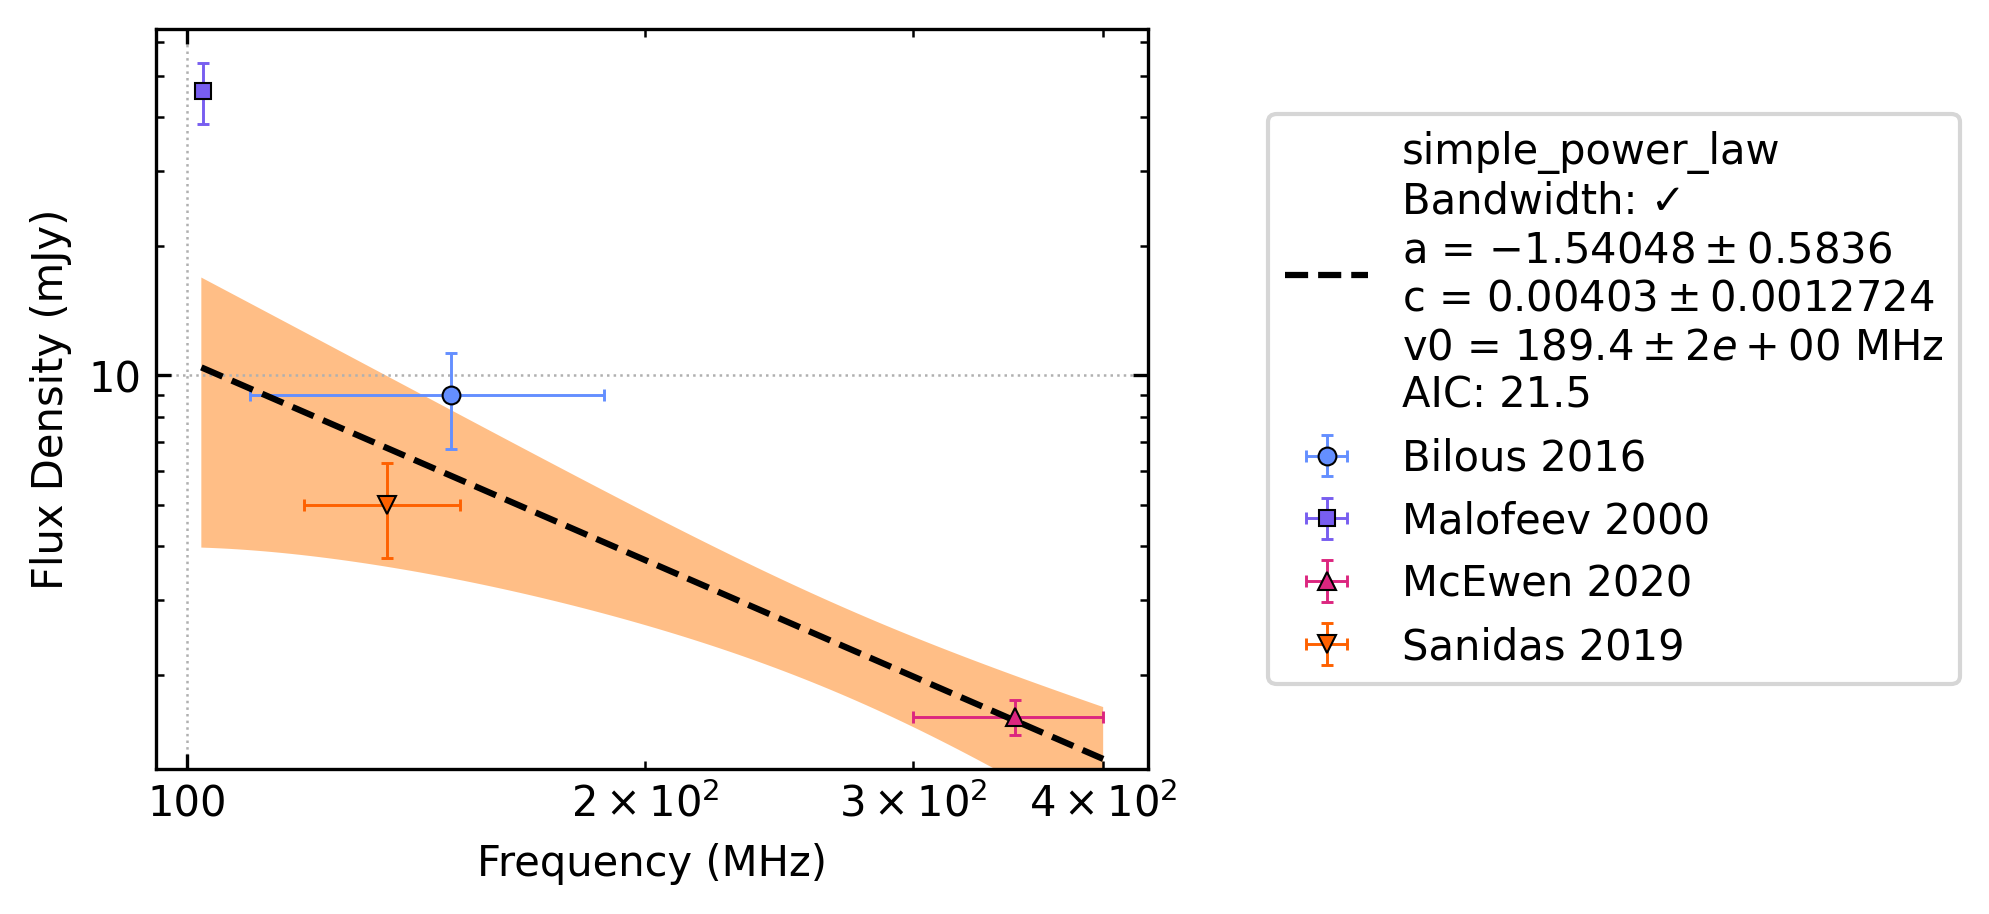 Flux Density (mJy)
10
100
2 × 10²
3 × 10²
4 × 10²
Frequency (MHz)
simple_power_law
Bandwidth: ✓
a = −1.54048 ± 0.5836
c = 0.00403 ± 0.0012724
v0 = 189.4 ± 2e + 00 MHz
AIC: 21.5
Bilous 2016
Malofeev 2000
McEwen 2020
Sanidas 2019